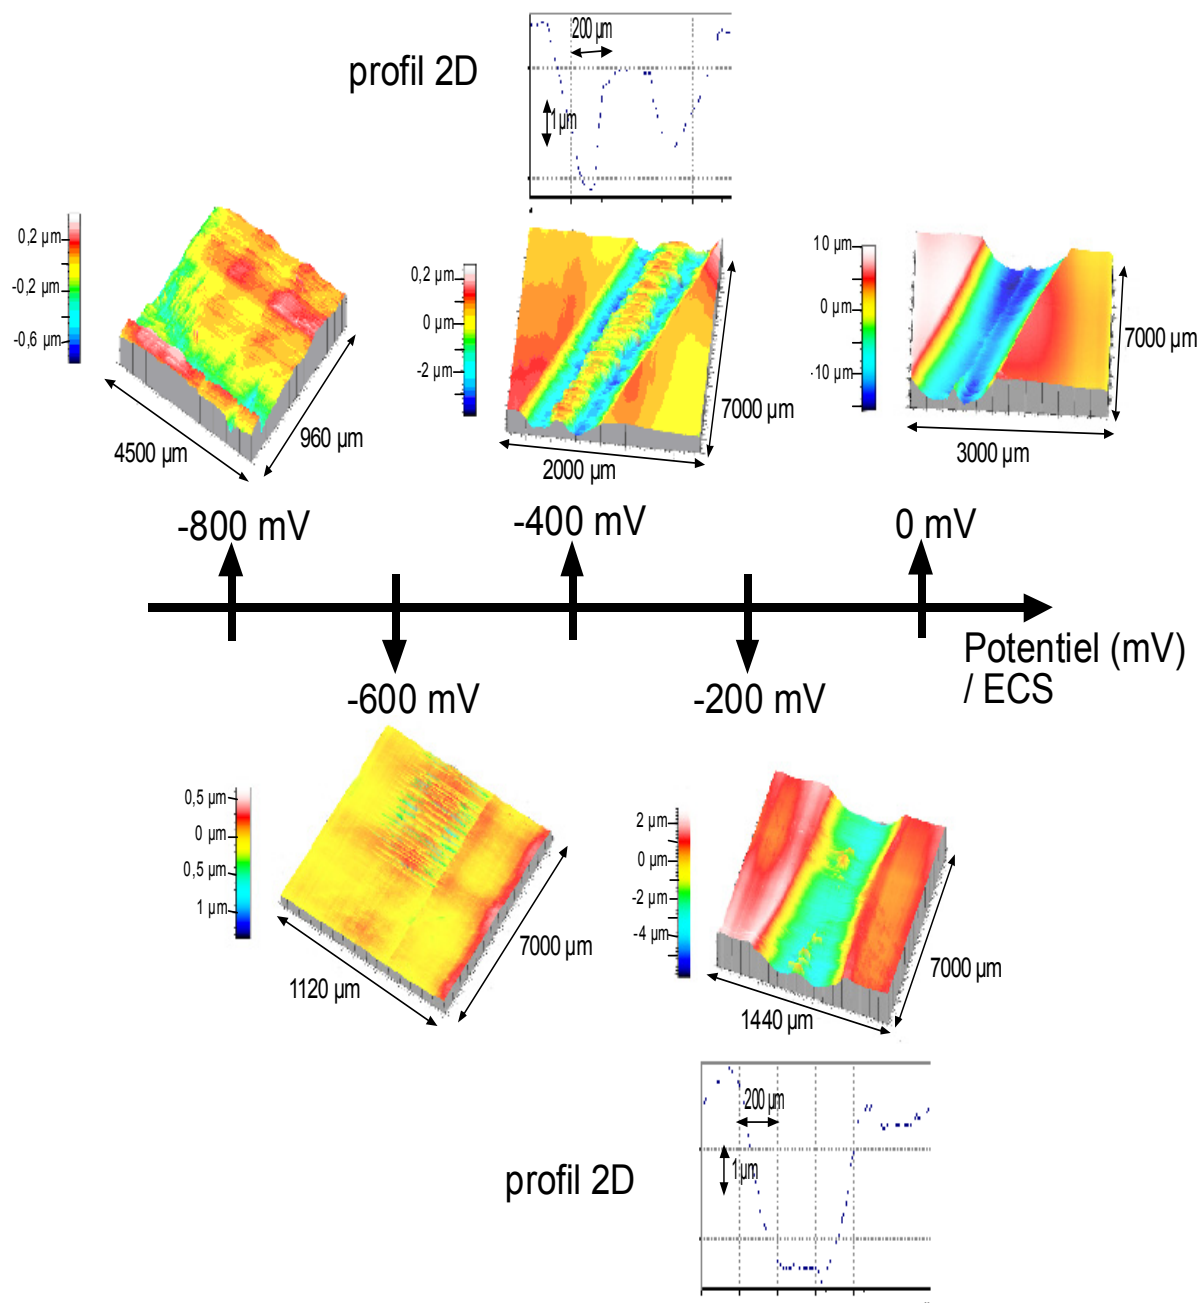 profil 2D
200 µm
1 µm
0,2 µm
-0,2 µm
-0,6 µm
4500 µm
960 µm
0,2 µm
0 µm
-2 µm
2000 µm
7000 µm
10 µm
0 µm
-10 µm
3000 µm
7000 µm
-800 mV
-400 mV
0 mV
Potentiel (mV)
/ ECS
-600 mV
-200 mV
0,5 µm
0 µm
0,5 µm
1 µm
1120 µm
7000 µm
2 µm
0 µm
-2 µm
-4 µm
1440 µm
7000 µm
profil 2D
200 µm
1 µm